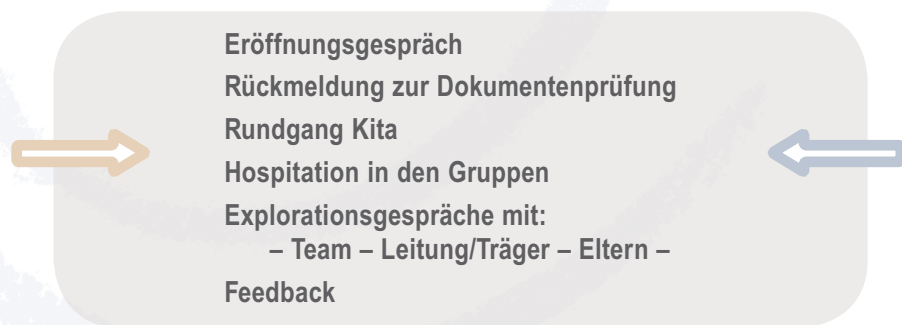 Eröffnungsgespräch
Rückmeldung zur Dokumentenprüfung
Rundgang Kita
Hospitation in den Gruppen
Explorationsgespräche mit:
– Team – Leitung/Träger – Eltern –
Feedback